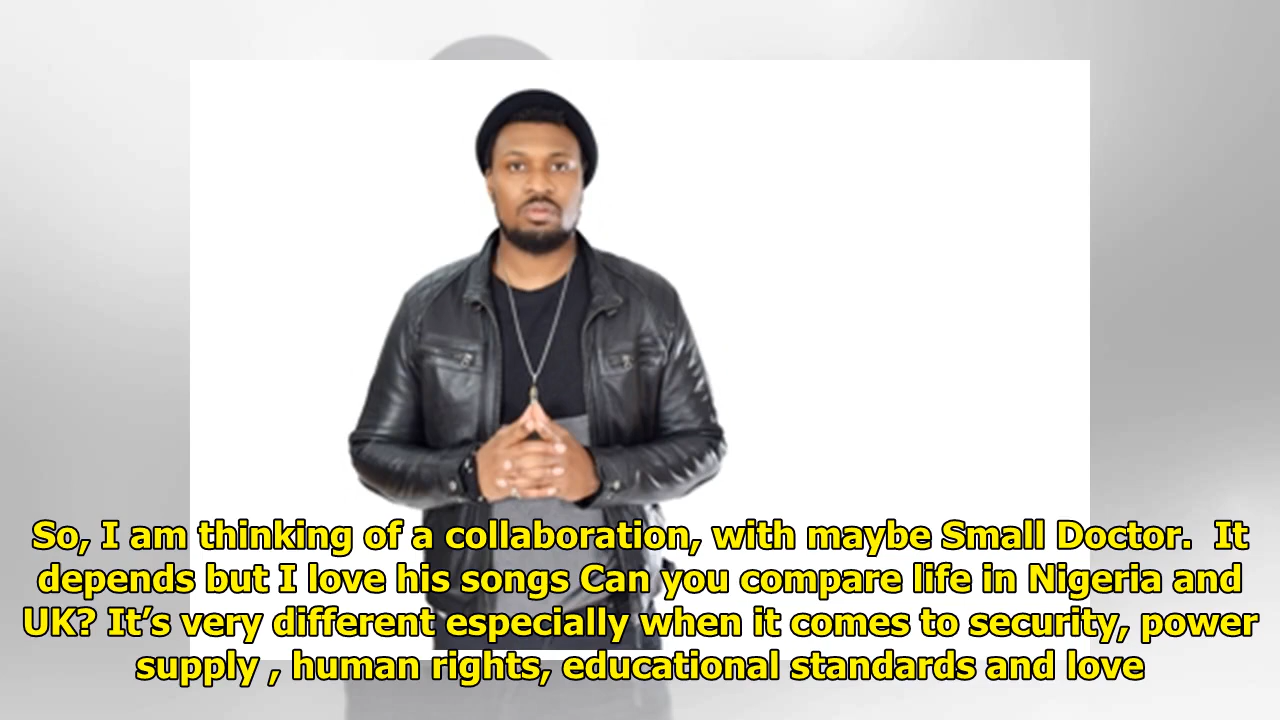 So, I am thinking of a collaboration, with maybe Small Doctor.  It
depends but I love his songs Can you compare life in Nigeria and
UK? It’s very different especially when it comes to security, power
supply , human rights, educational standards and love